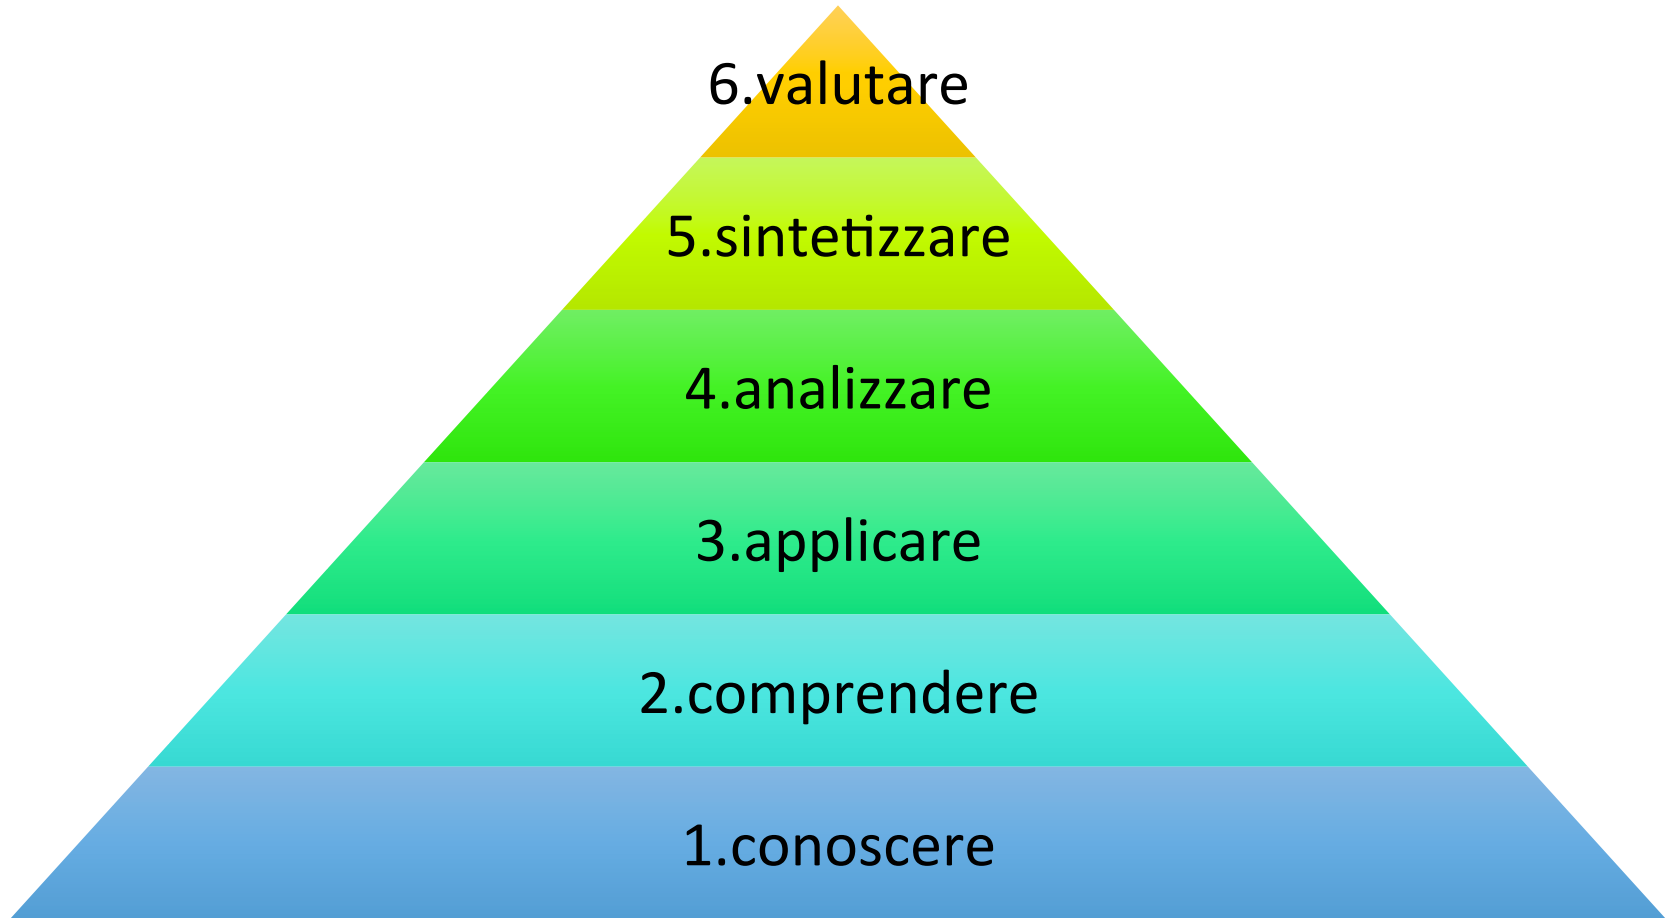 6.valutare
5.sintetizzare
4.analizzare
3.applicare
2.comprendere
1.conoscere